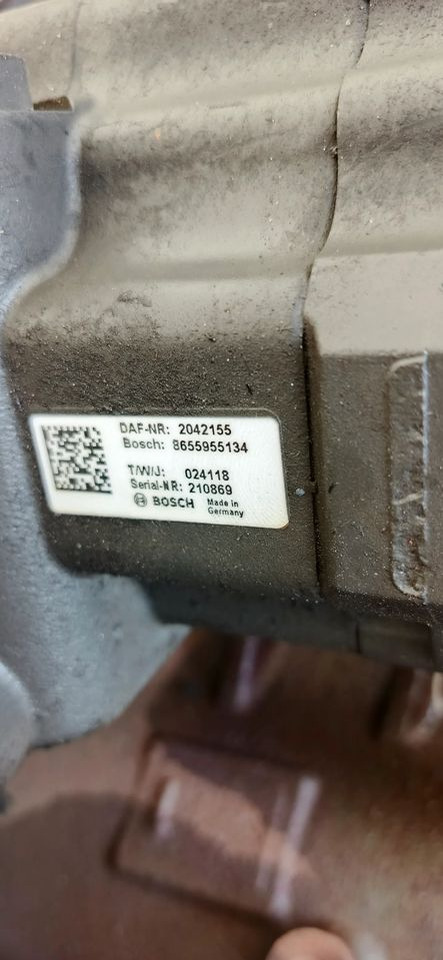 DAF-NR: 2042155
Bosch: 8655955134
T/W/J: 024118
Serial-NR: 210869
BOSCH Made in
Germany